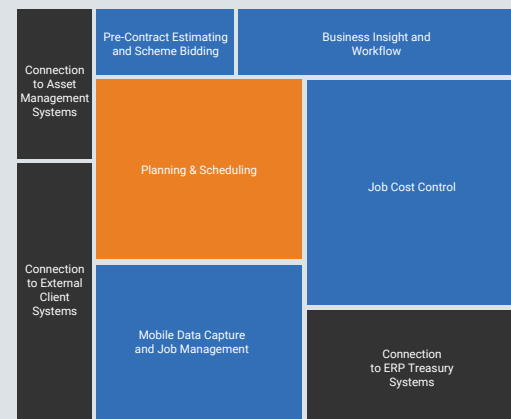 Connection
to Asset
Management
Systems
Pre-Contract Estimating
and Scheme Bidding
Business Insight and
Workflow
Planning & Scheduling
Job Cost Control
Connection
to External
Client
Systems
Mobile Data Capture
and Job Management
Connection
to ERP Treasury
Systems